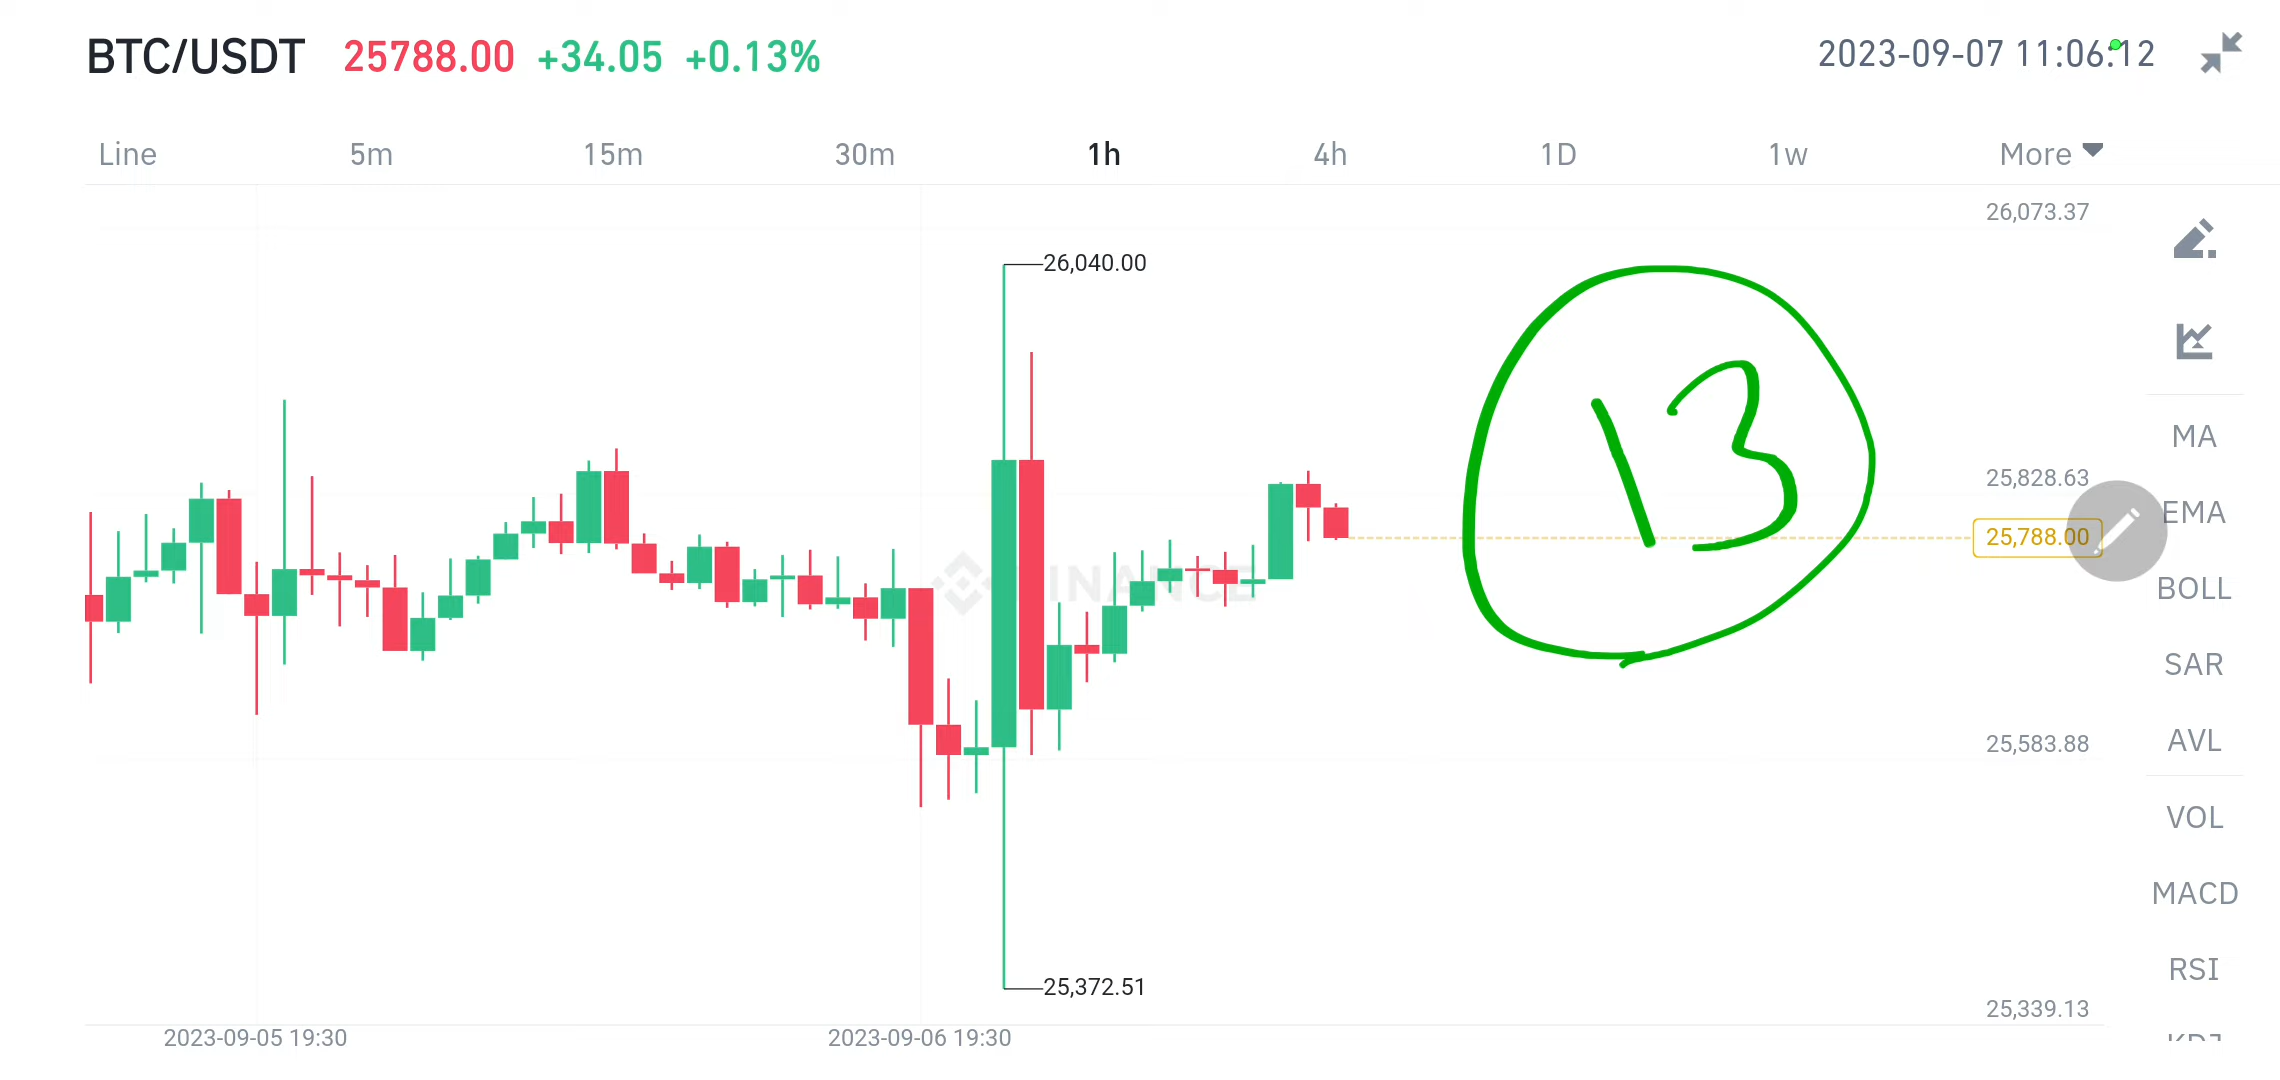 BTC/USDT 25788.00 +34.05 +0.13% 2023-09-07 11:06:12
Line 5m 15m 30m 1h 4h 1D 1w More
26,073.37
26,040.00
13
MA
25,828.63
EMA
25,788.00
BINANCE
BOLL
SAR
AVL
25,583.88
VOL
MACD
RSI
25,372.51
25,339.13
KDJ
2023-09-05 19:30 2023-09-06 19:30